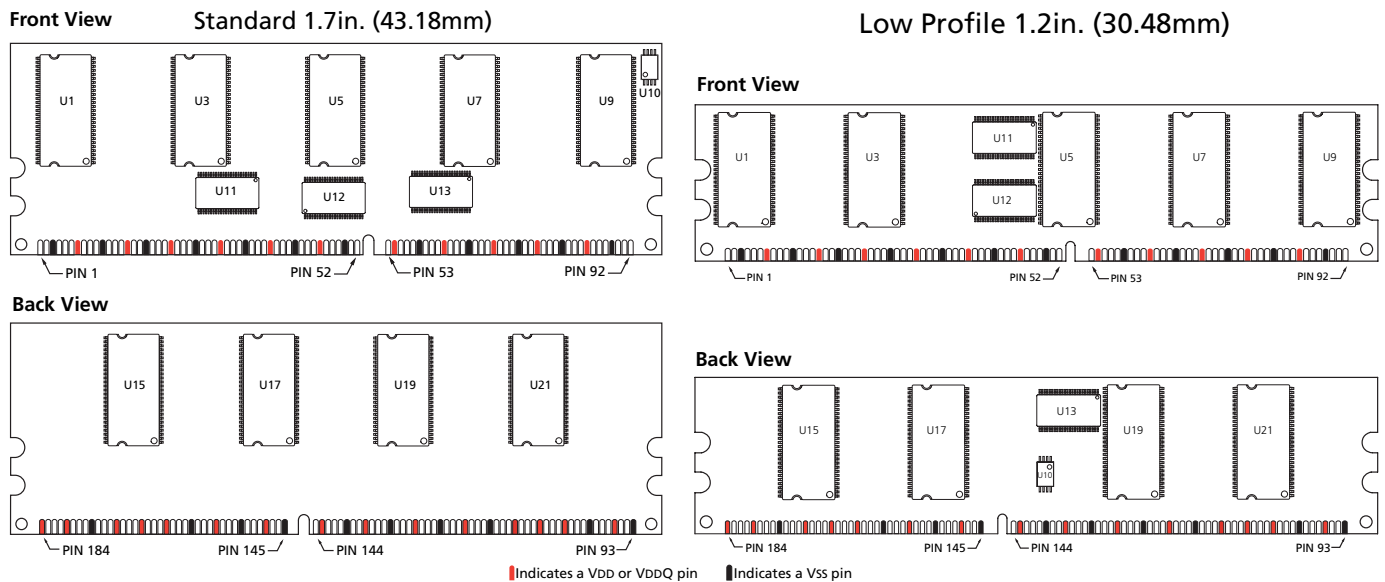 Front View
Standard 1.7in. (43.18mm)
U1
U3
U5
U7
U9
U10
U11
U12
U13
PIN 1
PIN 52
PIN 53
PIN 92
Back View
U15
U17
U19
U21
PIN 184
PIN 145
PIN 144
PIN 93
Low Profile 1.2in. (30.48mm)
Front View
U1
U3
U11
U12
U5
U7
U9
PIN 1
PIN 52
PIN 53
PIN 92
Back View
U15
U17
U13
U10
U19
U21
PIN 184
PIN 145
PIN 144
PIN 93
Indicates a VDD or VDDQ pin
Indicates a VSS pin